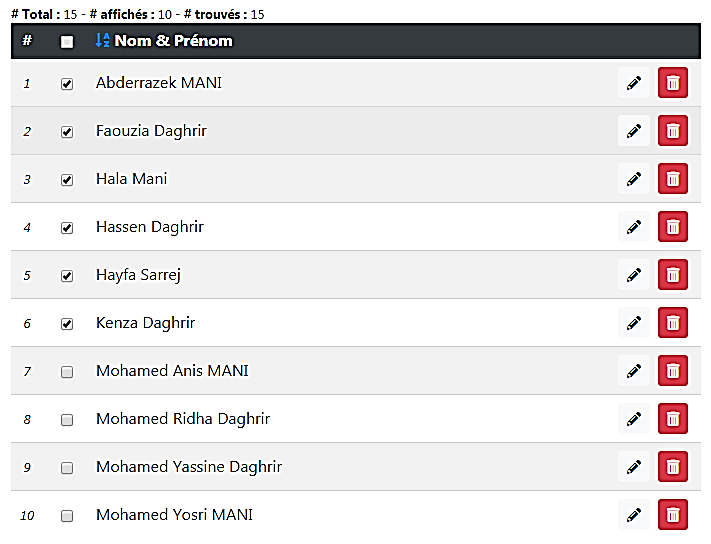 # Total : 15 - # affichés : 10 - # trouvés : 15
# Nom & Prénom
1 Abderrazek MANI
2 Faouzia Daghrir
3 Hala Mani
4 Hassen Daghrir
5 Hayfa Sarrej
6 Kenza Daghrir
7 Mohamed Anis MANI
8 Mohamed Ridha Daghrir
9 Mohamed Yassine Daghrir
10 Mohamed Yosri MANI